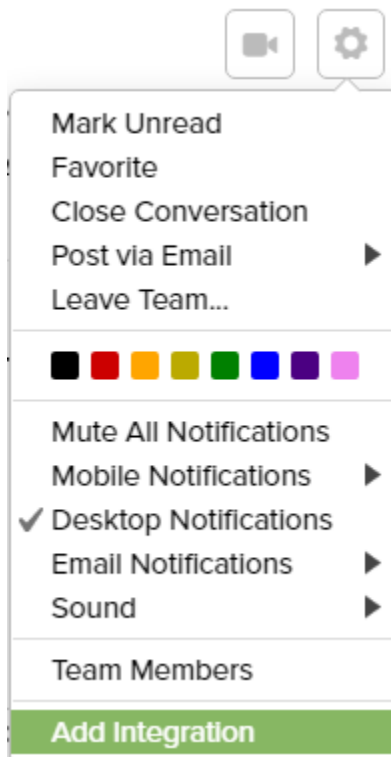 Mark Unread
Favorite
Close Conversation
Post via Email
Leave Team...
Mute All Notifications
Mobile Notifications
Desktop Notifications
Email Notifications
Sound
Team Members
Add Integration